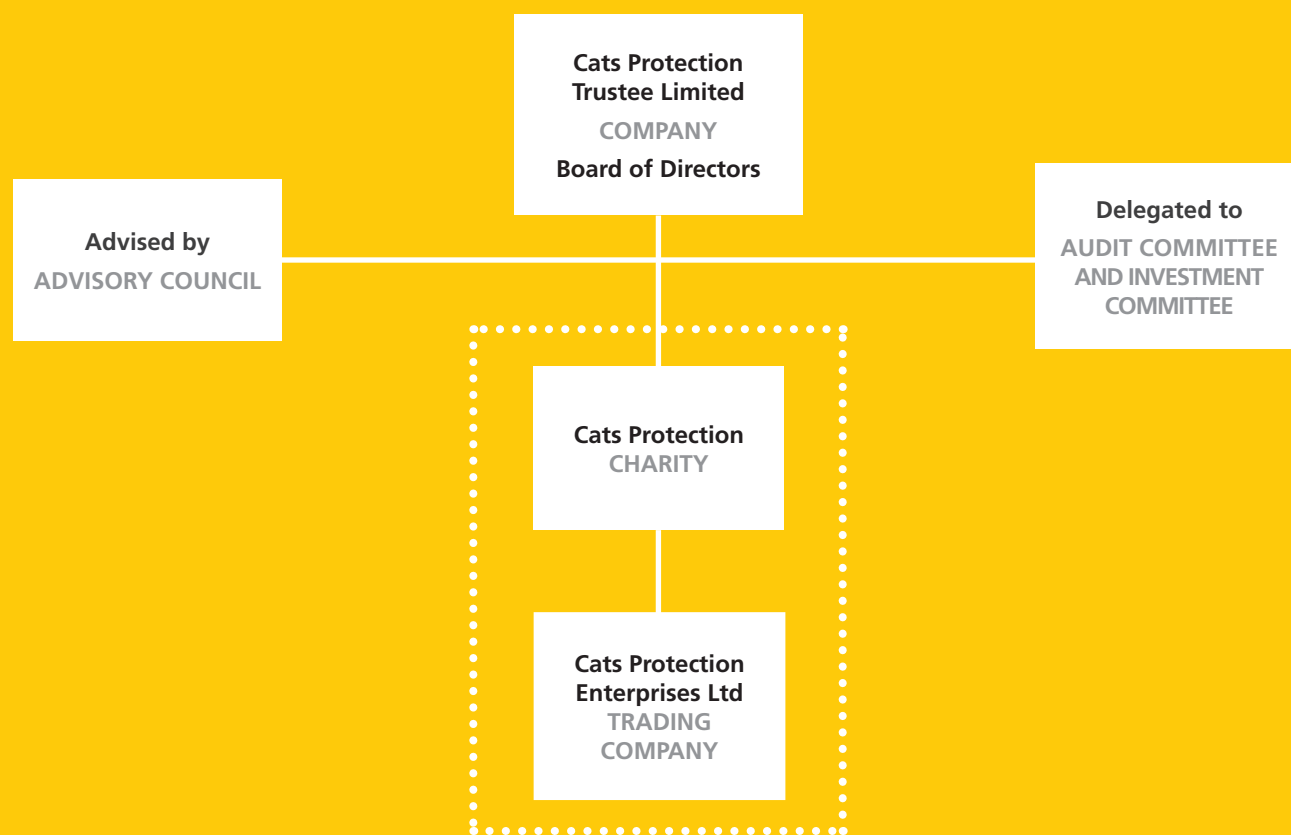 Cats Protection
Trustee Limited
COMPANY
Board of Directors
Advised by
ADVISORY COUNCIL
Delegated to
AUDIT COMMITTEE
AND INVESTMENT
COMMITTEE
Cats Protection
CHARITY
Cats Protection
Enterprises Ltd
TRADING
COMPANY